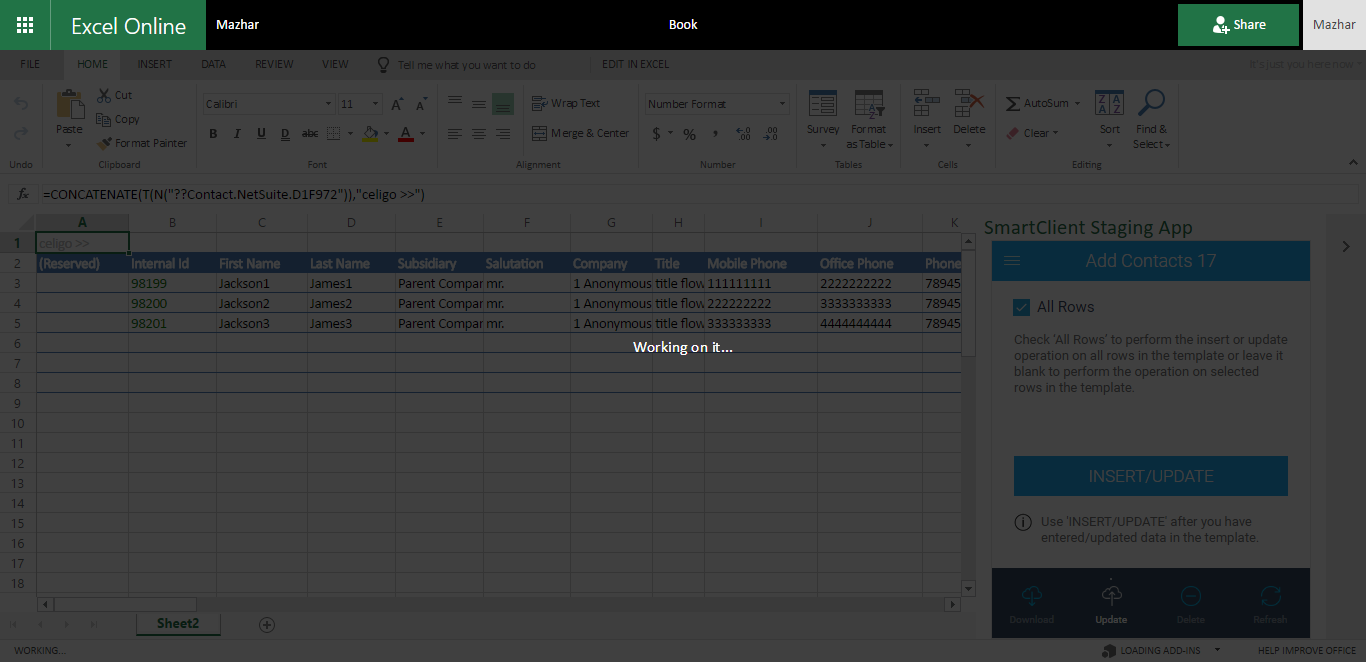 Excel Online Mazhar Book Share Mazhar
FILE HOME INSERT DATA REVIEW VIEW Tell me what you want to do EDIT IN EXCEL It's just you here now
Cut
Calibri 11 A A Wrap Text Number Format AutoSum
Copy
Paste Survey Format as Table Insert Delete Sort Find & Select
Format Painter B I U D abc A Merge & Center $ % , .00 .00 Clear
Undo Clipboard Font Alignment Number Tables Cells Editing
fx =CONCATENATE(T(N("??Contact.NetSuite.D1F972")),"celigo >>")
A B C D E F G H I J K
1 celigo >>
2 (Reserved) Internal Id First Name Last Name Subsidiary Salutation Company Title Mobile Phone Office Phone Phone
3 98199 Jackson1 James1 Parent Compar mr. 1 Anonymous title flow 111111111 2222222222 78945
4 98200 Jackson2 James2 Parent Compar mr. 1 Anonymous title flow 222222222 3333333333 78945
5 98201 Jackson3 James3 Parent Compar mr. 1 Anonymous title flow 333333333 4444444444 78945
6
7
8
9
10
11
12
13
14
15
16
17
18
Working on it...
SmartClient Staging App
Add Contacts 17
All Rows
Check 'All Rows' to perform the insert or update
operation on all rows in the template or leave it
blank to perform the operation on selected
rows in the template.
INSERT/UPDATE
Use 'INSERT/UPDATE' after you have
entered/updated data in the template.
Download Update Delete Refresh
Sheet2
WORKING... LOADING ADD-INS HELP IMPROVE OFFICE